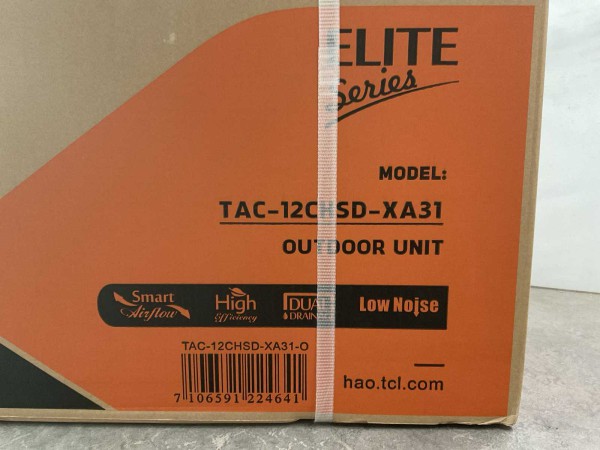 ELITE
Series
MODEL:
TAC-12CHSD-XA31
OUTDOOR UNIT
Smart
Airflow
High
Efficiency
DUAL
DRAIN
Low Noise
TAC-12CHSD-XA31-O
7 106591 224641
hao.tcl.com